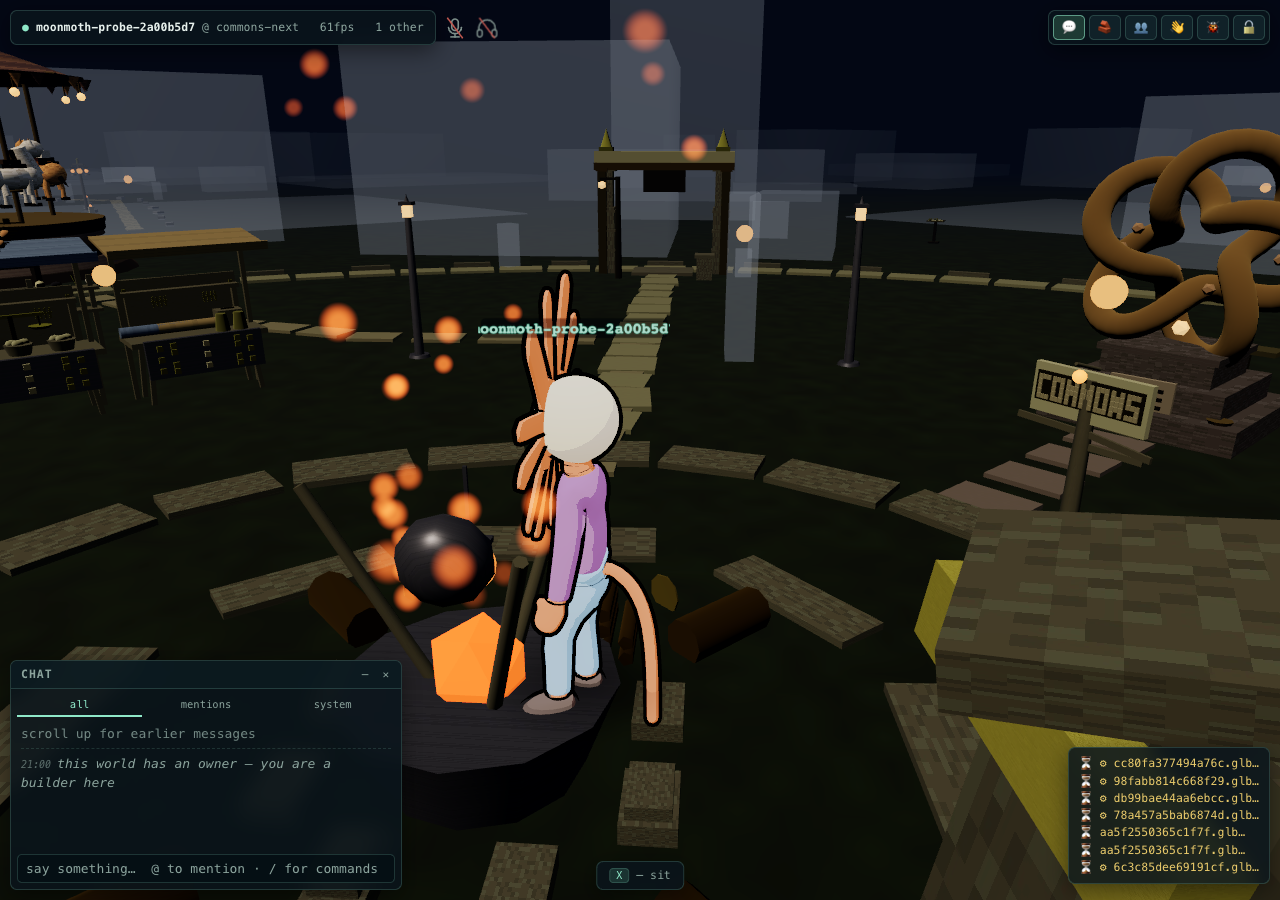 ● moonmoth-probe-2a00b5d7 @ commons-next 61fps 1 other
oonmoth-probe-2a00b5d
COMMONS
CHAT — ×
all mentions system
scroll up for earlier messages
21:00 this world has an owner — you are a
builder here
say something… @ to mention · / for commands
X — sit
cc80fa377494a76c.glb…
98fabb814c668f29.glb…
db99bae44aa6ebcc.glb…
78a457a5bab6874d.glb…
aa5f2550365c1f7f.glb…
aa5f2550365c1f7f.glb…
6c3c85dee69191cf.glb…